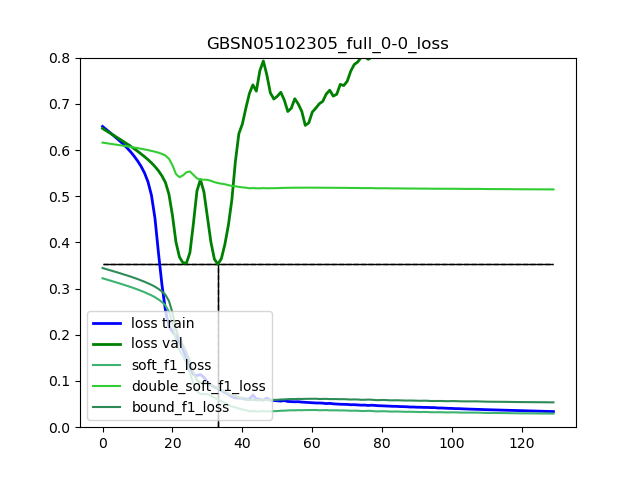 GBSN05102305_full_0-0_loss
0.8
0.7
0.6
0.5
0.4
0.3
0.2
0.1
0.0
loss train
loss val
soft_f1_loss
double_soft_f1_loss
bound_f1_loss
0 20 40 60 80 100 120